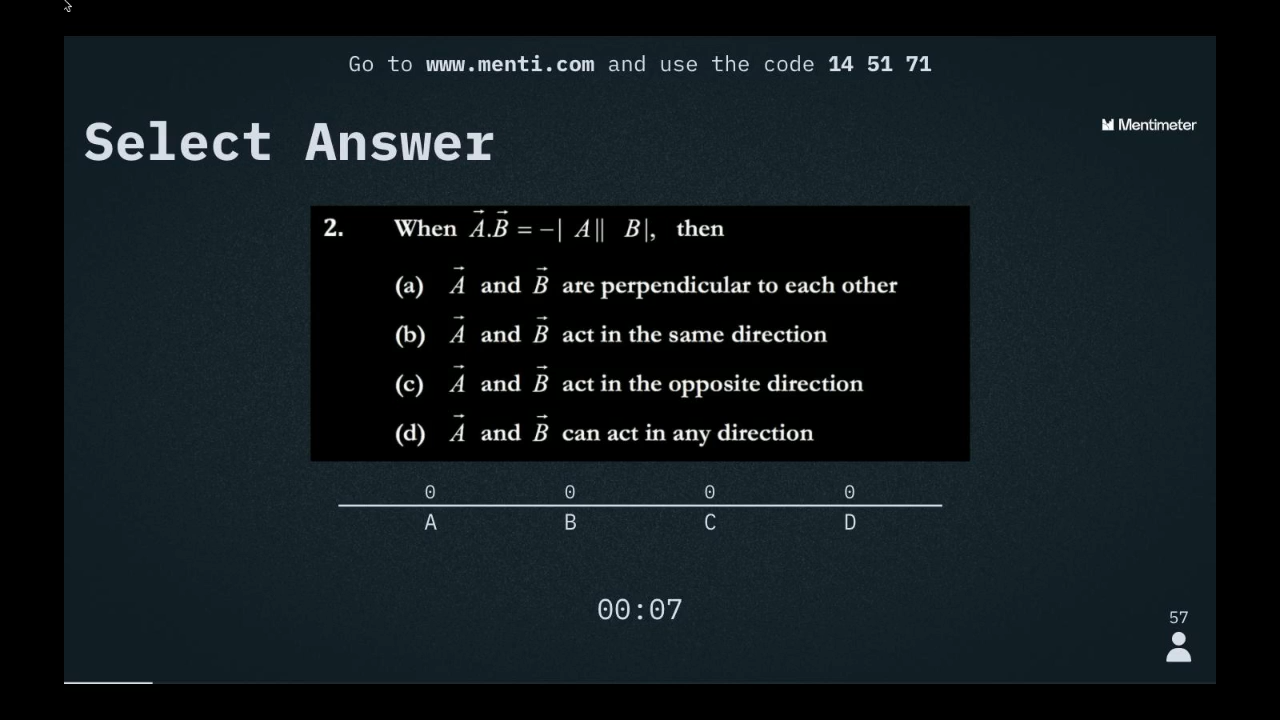 Go to www.menti.com and use the code 14 51 71
Select Answer
Mentimeter
2. When A⃗.B⃗ = −| A|| B|, then
(a) A⃗ and B⃗ are perpendicular to each other
(b) A⃗ and B⃗ act in the same direction
(c) A⃗ and B⃗ act in the opposite direction
(d) A⃗ and B⃗ can act in any direction
0 0 0 0
A B C D
00:07
57